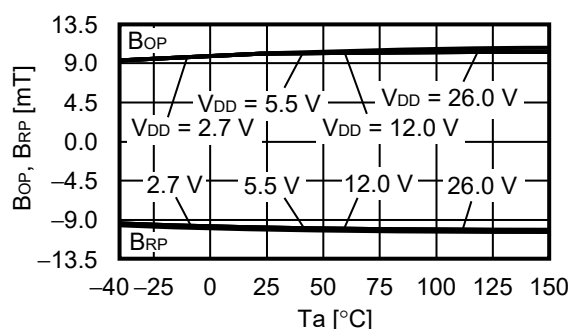 BOP, BRP [mT]
13.5
9.0
4.5
0.0
−4.5
−9.0
−13.5
BOP
VDD = 5.5 V
VDD = 26.0 V
VDD = 2.7 V
VDD = 12.0 V
2.7 V
5.5 V
12.0 V
26.0 V
BRP
−40
−25
0
25
50
75
100
125
150
Ta [°C]